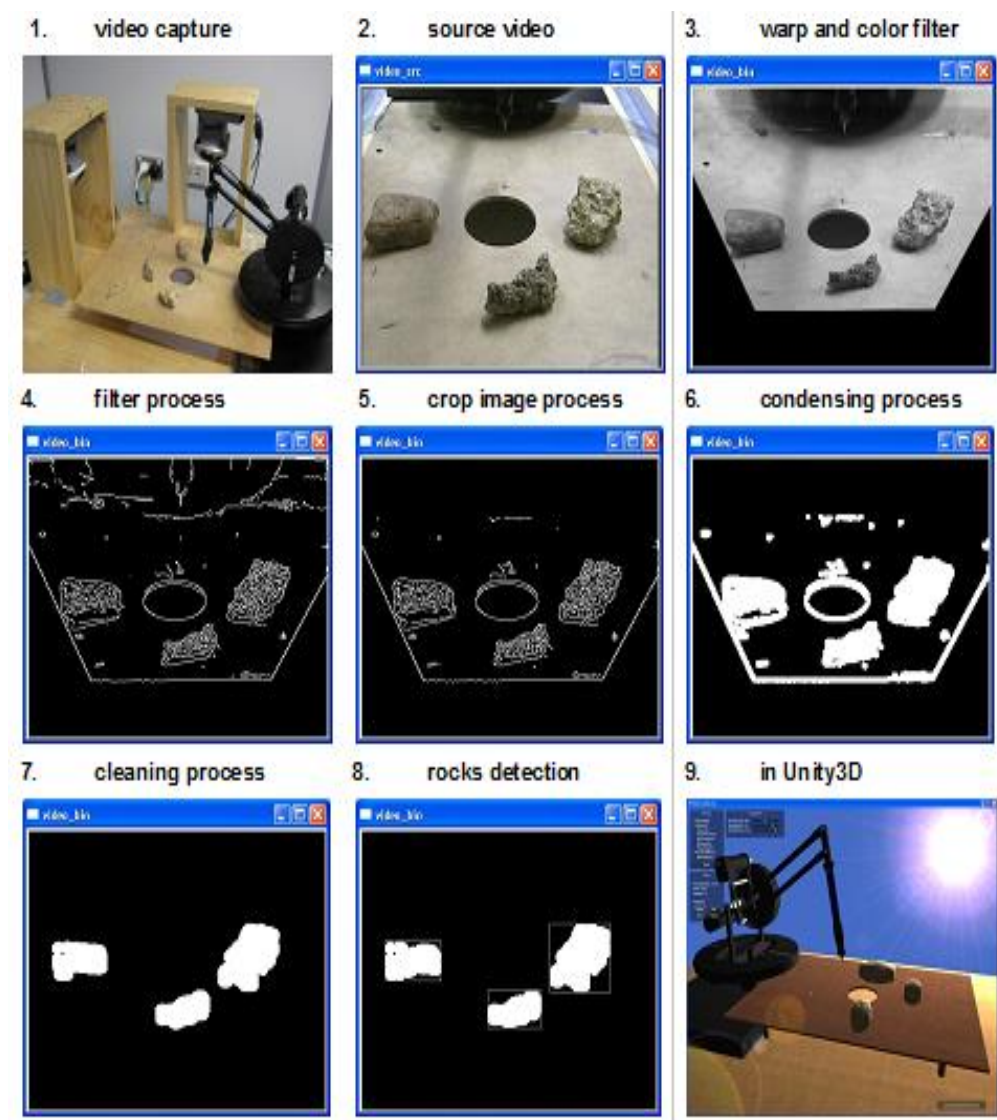 1. video capture
2. source video
3. warp and color filter
video_src
video_bin
4. filter process
5. crop image process
6. condensing process
video_bin
video_bin
video_bin
7. cleaning process
8. rocks detection
9. in Unity3D
video_bin
video_bin